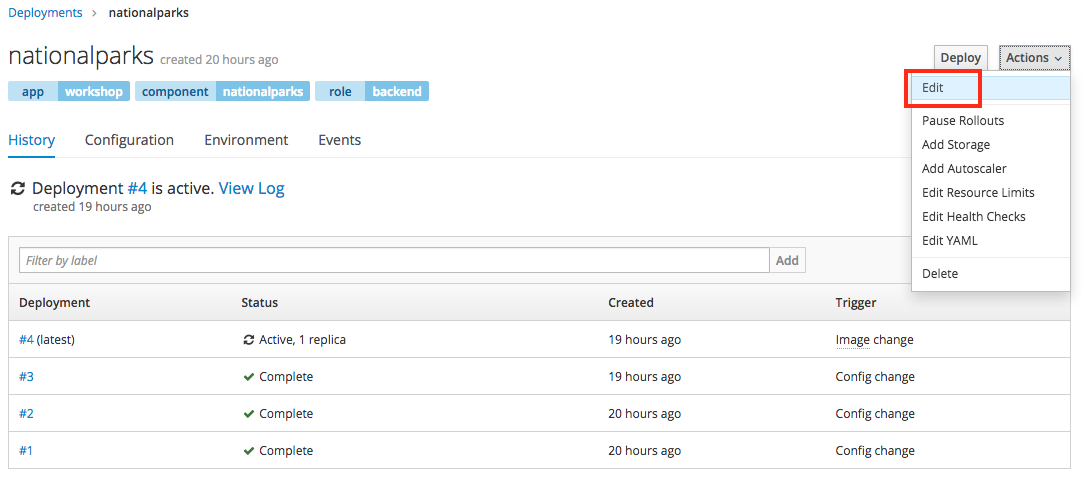 Deployments > nationalparks
nationalparks created 20 hours ago
Deploy Actions
app workshop component nationalparks role backend
Edit
Pause Rollouts
Add Storage
Add Autoscaler
Edit Resource Limits
Edit Health Checks
Edit YAML
Delete
History Configuration Environment Events
Deployment #4 is active. View Log
created 19 hours ago
Filter by label Add
Deployment Status Created Trigger
#4 (latest) Active, 1 replica 19 hours ago Image change
#3 Complete 19 hours ago Config change
#2 Complete 20 hours ago Config change
#1 Complete 20 hours ago Config change